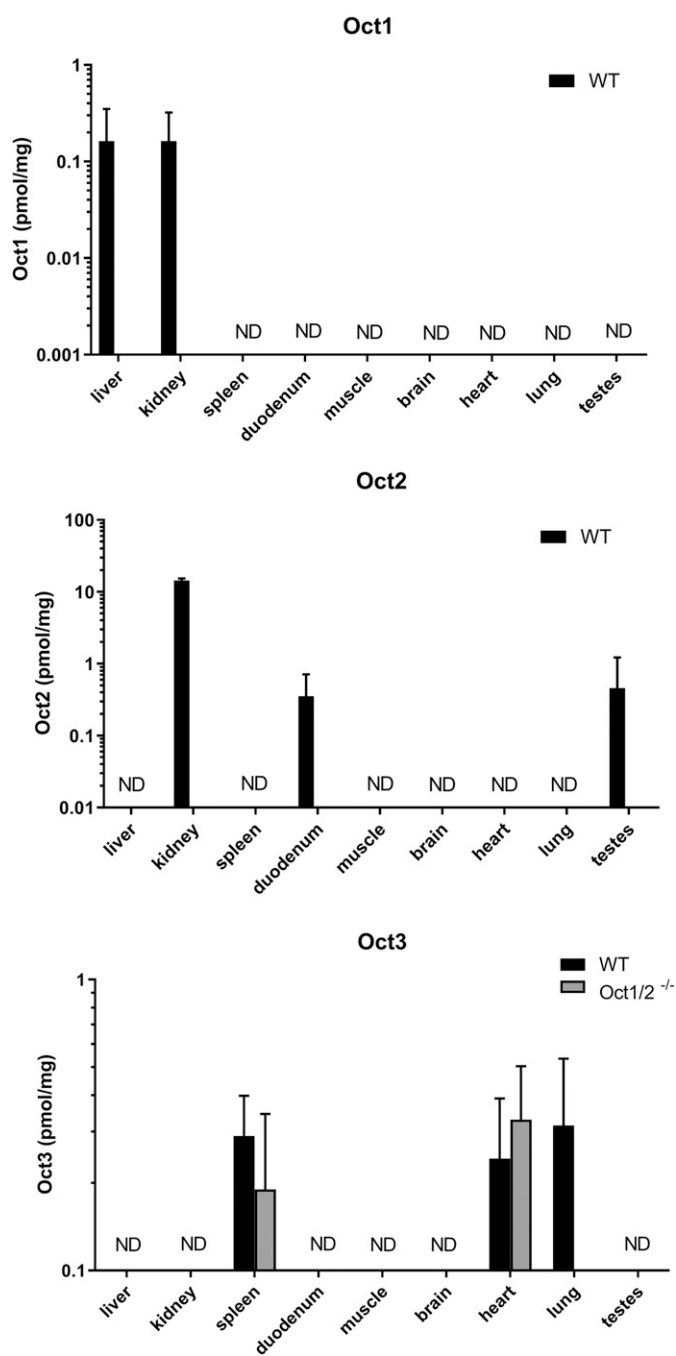 Oct1
WT
Oct1 (pmol/mg)
1
0.1
0.01
0.001
ND ND ND ND ND ND ND
liver kidney spleen duodenum muscle brain heart lung testes
Oct2
WT
Oct2 (pmol/mg)
100
10
1
0.1
0.01
ND ND ND ND ND ND
liver kidney spleen duodenum muscle brain heart lung testes
Oct3
WT
Oct1/2 -/-
Oct3 (pmol/mg)
1
0.1
ND ND ND ND ND ND
liver kidney spleen duodenum muscle brain heart lung testes